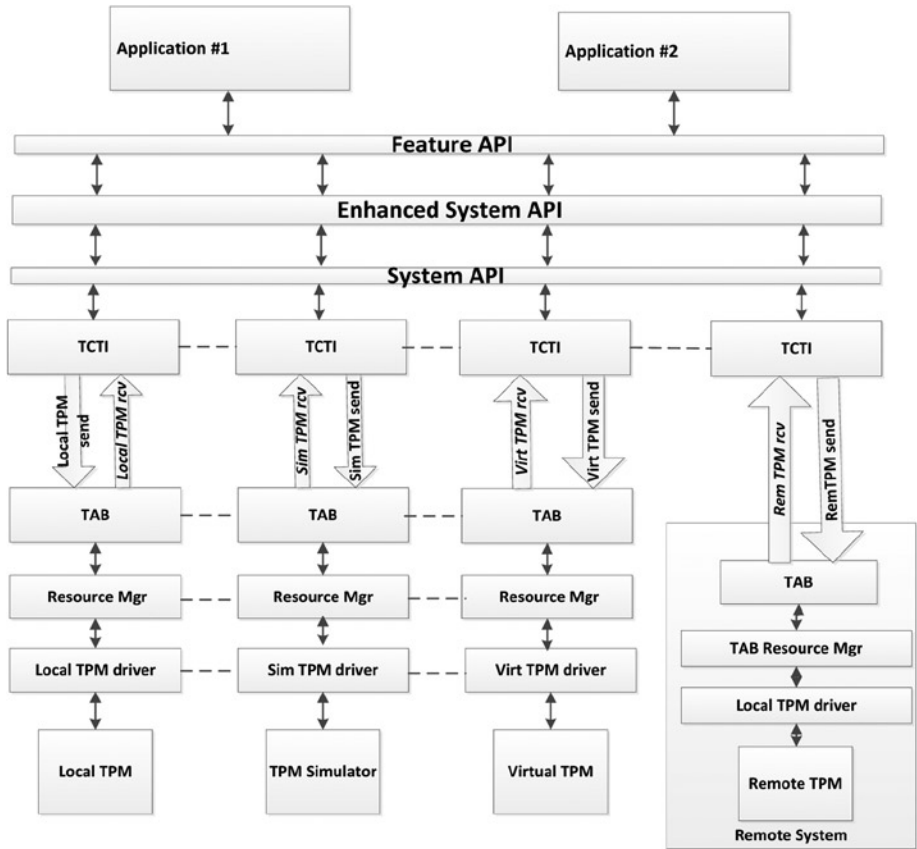 Application #1
Application #2
Feature API
Enhanced System API
System API
TCTI
TCTI
TCTI
TCTI
Local TPM
send
Local TPM rcv
Sim TPM rcv
Sim TPM send
Virt TPM rcv
Virt TPM send
Rem TPM rcv
RemTPM send
TAB
TAB
TAB
TAB
Resource Mgr
Resource Mgr
Resource Mgr
TAB Resource Mgr
Local TPM driver
Sim TPM driver
Virt TPM driver
Local TPM driver
Local TPM
TPM Simulator
Virtual TPM
Remote TPM
Remote System